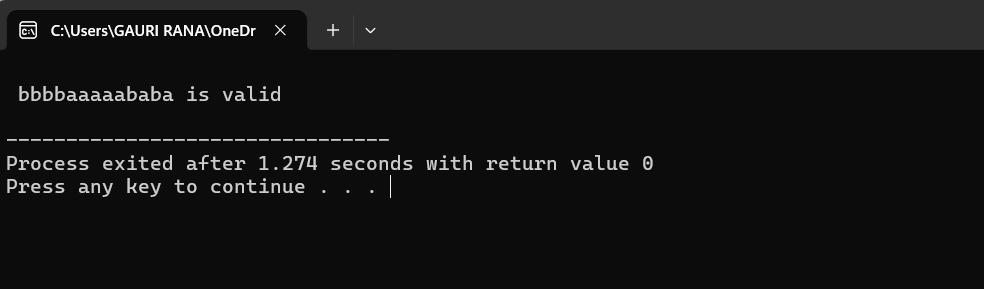 C:\Users\GAURI RANA\OneDr
bbbbaaaaababa is valid
--------------------------------
Process exited after 1.274 seconds with return value 0
Press any key to continue . . .